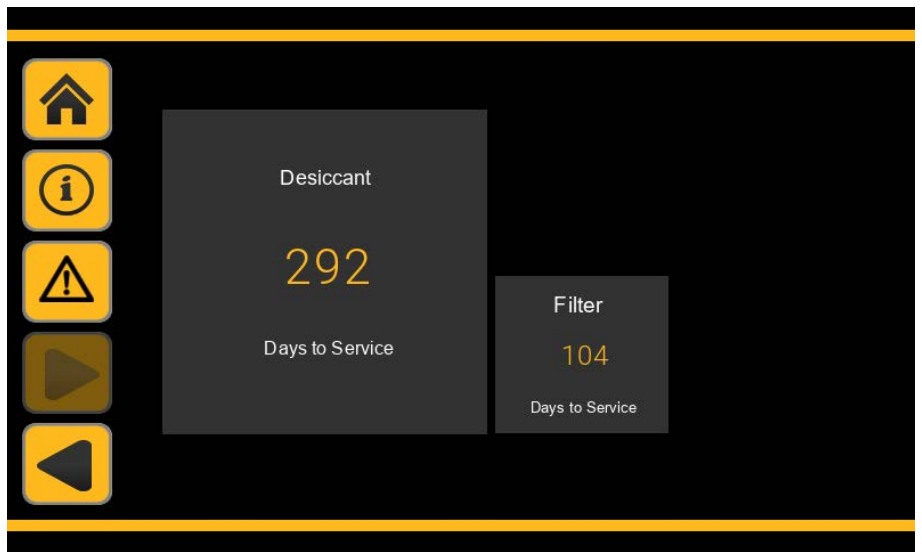 Desiccant
292
Days to Service
Filter
104
Days to Service